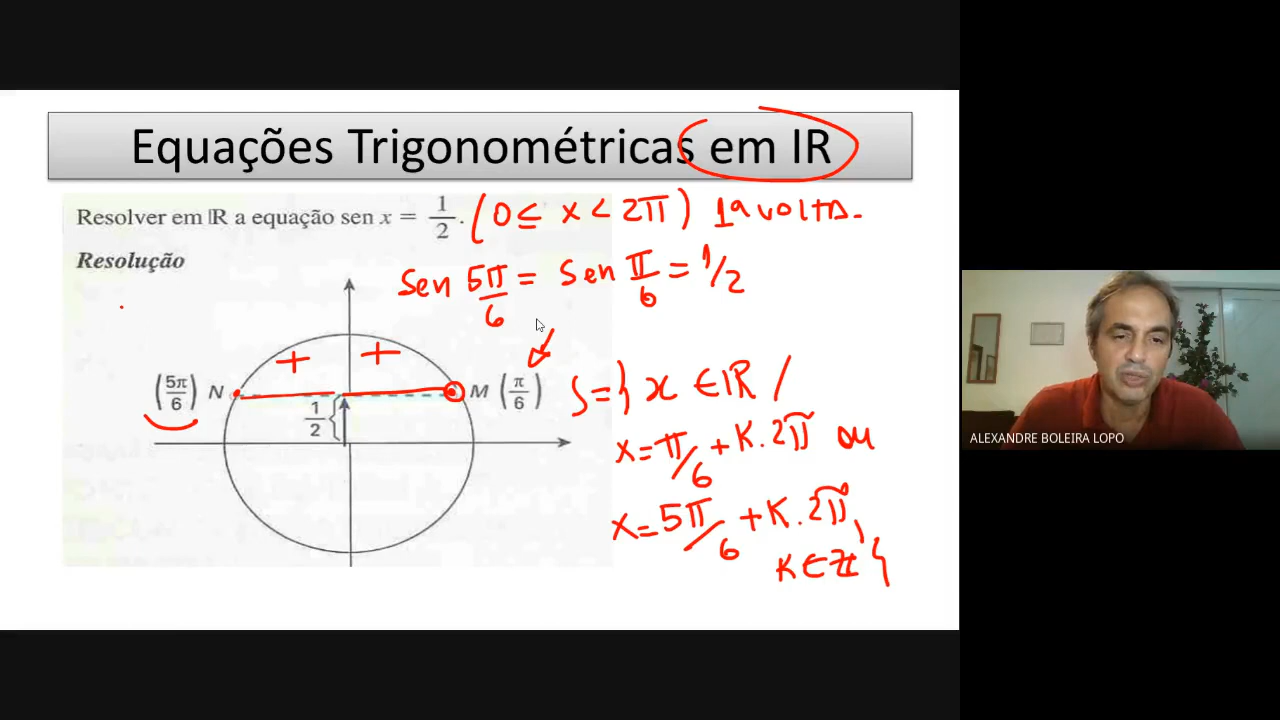 Equações Trigonométricas em IR
Resolver em IR a equação sen x = 1/2. (0 ≤ x < 2π) 1ª VOLTA.
Resolução
Sen 5π/6 = Sen π/6 = 1/2
+ +
(5π/6) N
M (π/6)
1/2
S = { x ∈ IR /
x = π/6 + K . 2π ou
x = 5π/6 + K . 2π,
K ∈ Z }
ALEXANDRE BOLEIRA LOPO